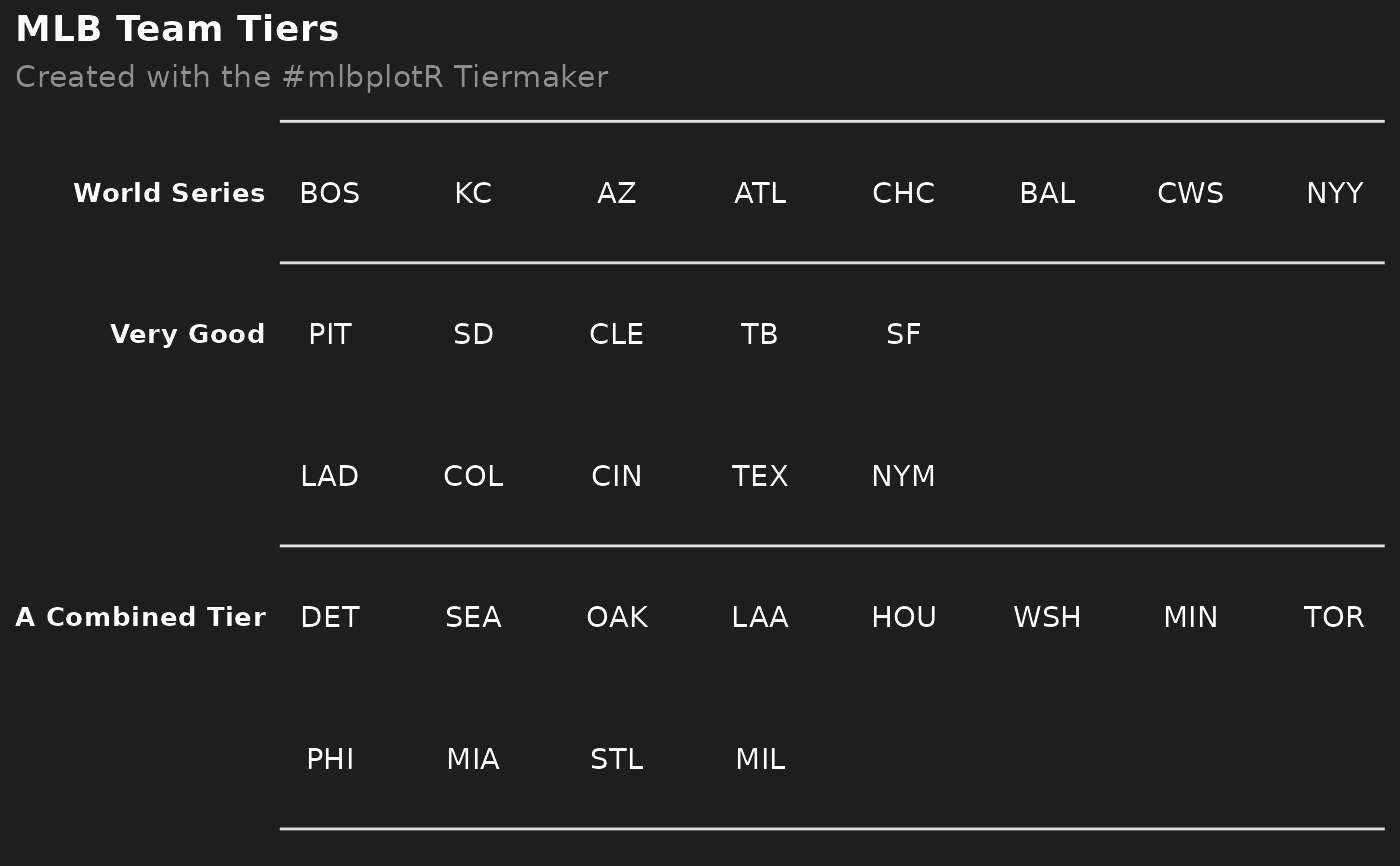 MLB Team Tiers
Created with the #mlbplotR Tiermaker
World Series BOS KC AZ ATL CHC BAL CWS NYY
Very Good PIT SD CLE TB SF
LAD COL CIN TEX NYM
A Combined Tier DET SEA OAK LAA HOU WSH MIN TOR
PHI MIA STL MIL